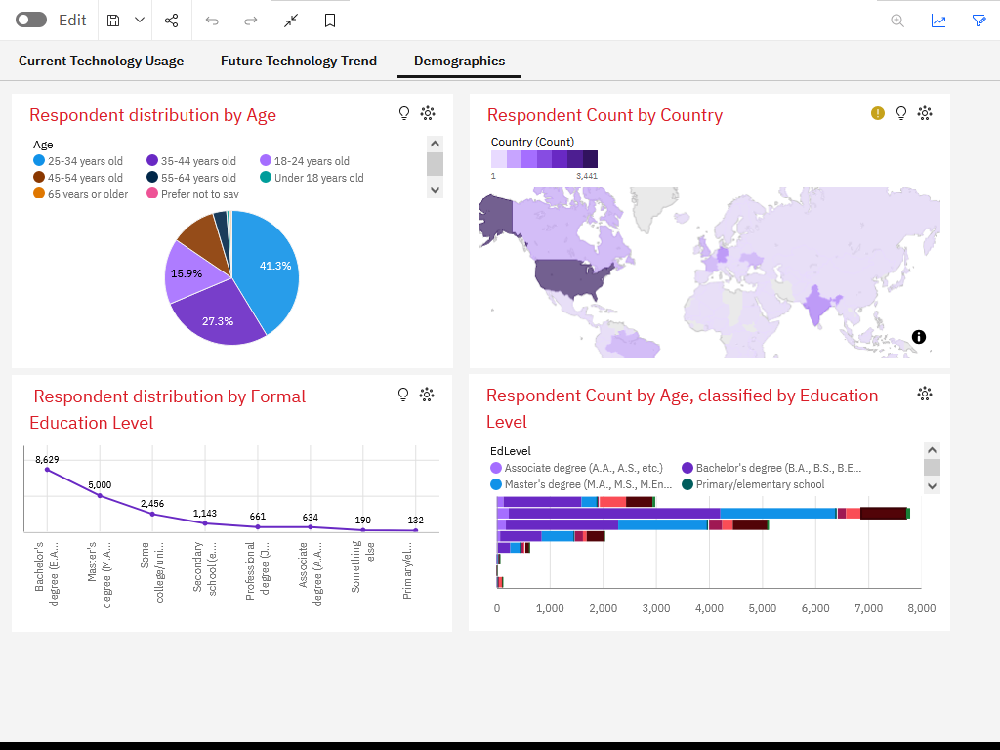 Edit
Current Technology Usage
Future Technology Trend
Demographics
Respondent distribution by Age
Age
25-34 years old
35-44 years old
18-24 years old
45-54 years old
55-64 years old
Under 18 years old
65 years or older
Prefer not to say
41.3%
15.9%
27.3%
Respondent Count by Country
Country (Count)
1
3,441
Respondent distribution by Formal
Education Level
8,629
5,000
2,456
1,143
661
634
190
132
Bachelor's
degree (B.A...
Master's
degree (M.A...
Some
college/uni...
Secondary
school (e....
Professional
degree (J...
Associate
degree (A.A...
Something
else
Primary/el...
Respondent Count by Age, classified by Education
Level
EdLevel
Associate degree (A.A., A.S., etc.)
Bachelor's degree (B.A., B.S., B.E...
Master's degree (M.A., M.S., M.En...
Primary/elementary school
0
1,000
2,000
3,000
4,000
5,000
6,000
7,000
8,000